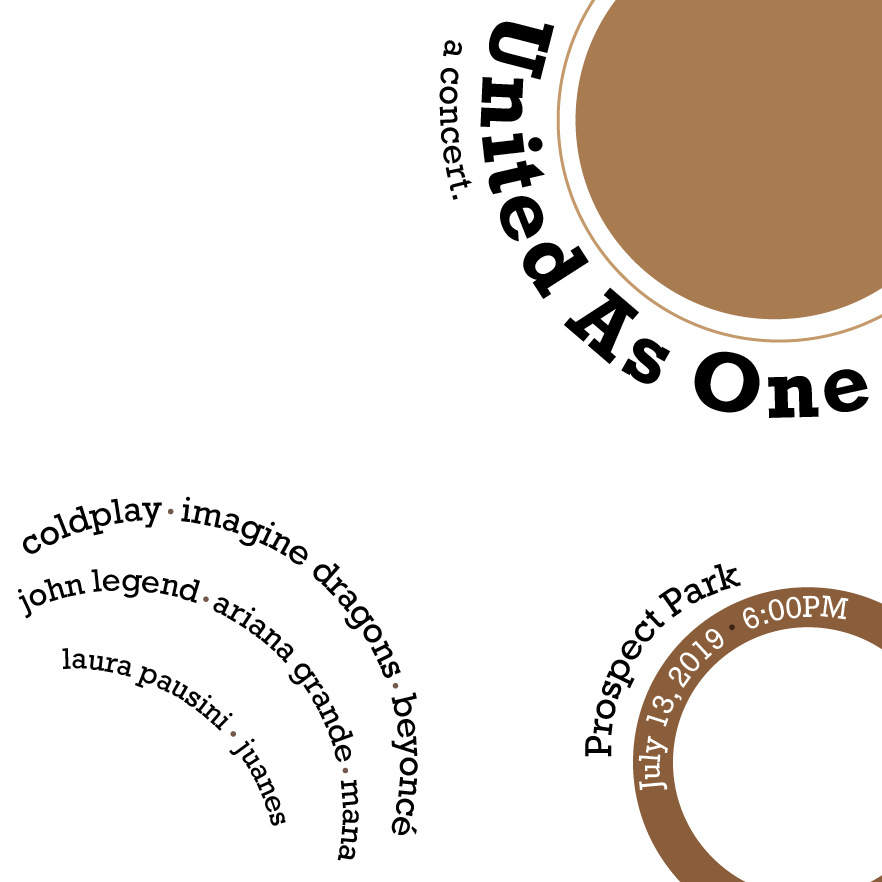 United As One
a concert.
coldplay · imagine dragons · beyoncé
john legend · ariana grande · mana
laura pausini · juanes
Prospect Park
July 13, 2019 · 6:00PM